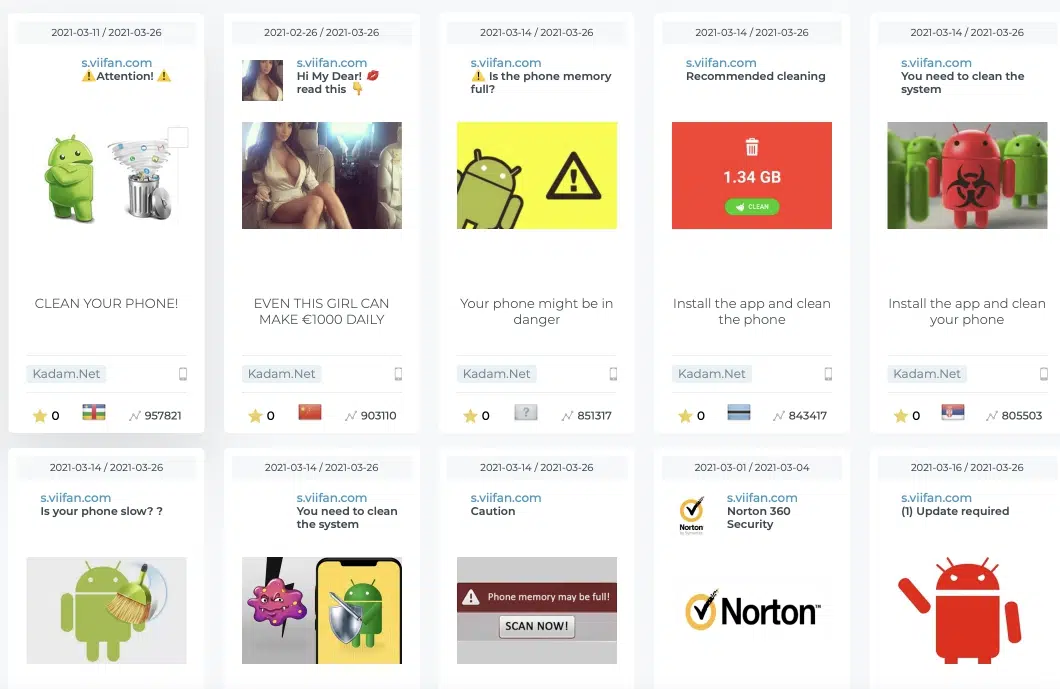 2021-03-11 / 2021-03-26
s.viifan.com
⚠️Attention! ⚠️
CLEAN YOUR PHONE!
Kadam.Net
0
957821
2021-02-26 / 2021-03-26
s.viifan.com
Hi My Dear! 💋
read this 👇
EVEN THIS GIRL CAN
MAKE €1000 DAILY
Kadam.Net
0
903110
2021-03-14 / 2021-03-26
s.viifan.com
⚠️ Is the phone memory
full?
Your phone might be in
danger
Kadam.Net
0
?
851317
2021-03-14 / 2021-03-26
s.viifan.com
Recommended cleaning
1.34 GB
CLEAN
Install the app and clean
the phone
Kadam.Net
0
843417
2021-03-14 / 2021-03-26
s.viifan.com
You need to clean the
system
Install the app and clean
your phone
Kadam.Net
0
805503
2021-03-14 / 2021-03-26
s.viifan.com
Is your phone slow? ?
2021-03-14 / 2021-03-26
s.viifan.com
You need to clean
the system
2021-03-14 / 2021-03-26
s.viifan.com
Caution
Phone memory may be full!
SCAN NOW!
2021-03-01 / 2021-03-04
Norton
s.viifan.com
Norton 360
Security
Norton™
2021-03-16 / 2021-03-26
s.viifan.com
(1) Update required